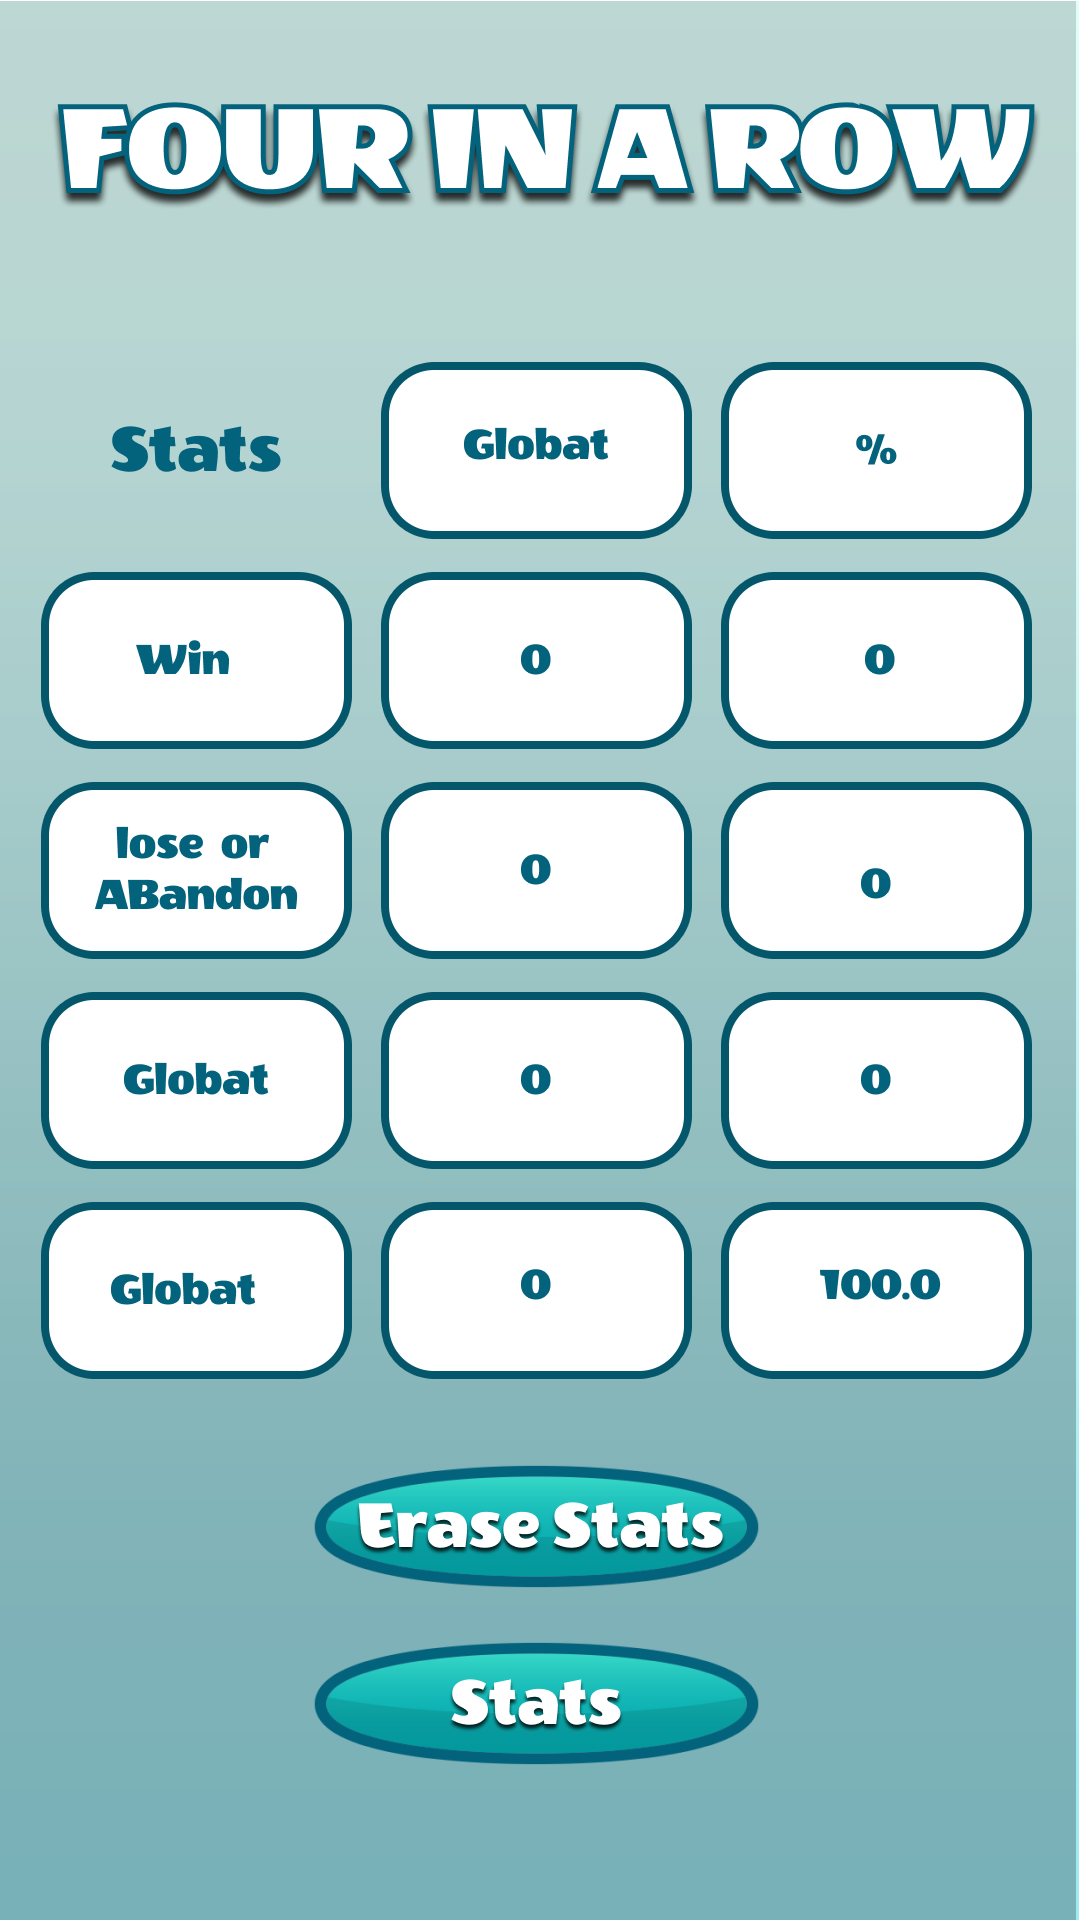 FOUR IN A ROW
Stats Globat %
Win 0 0
lose or
ABandon 0 0
Globat 0 0
Globat 0 100.0
Erase Stats
Stats